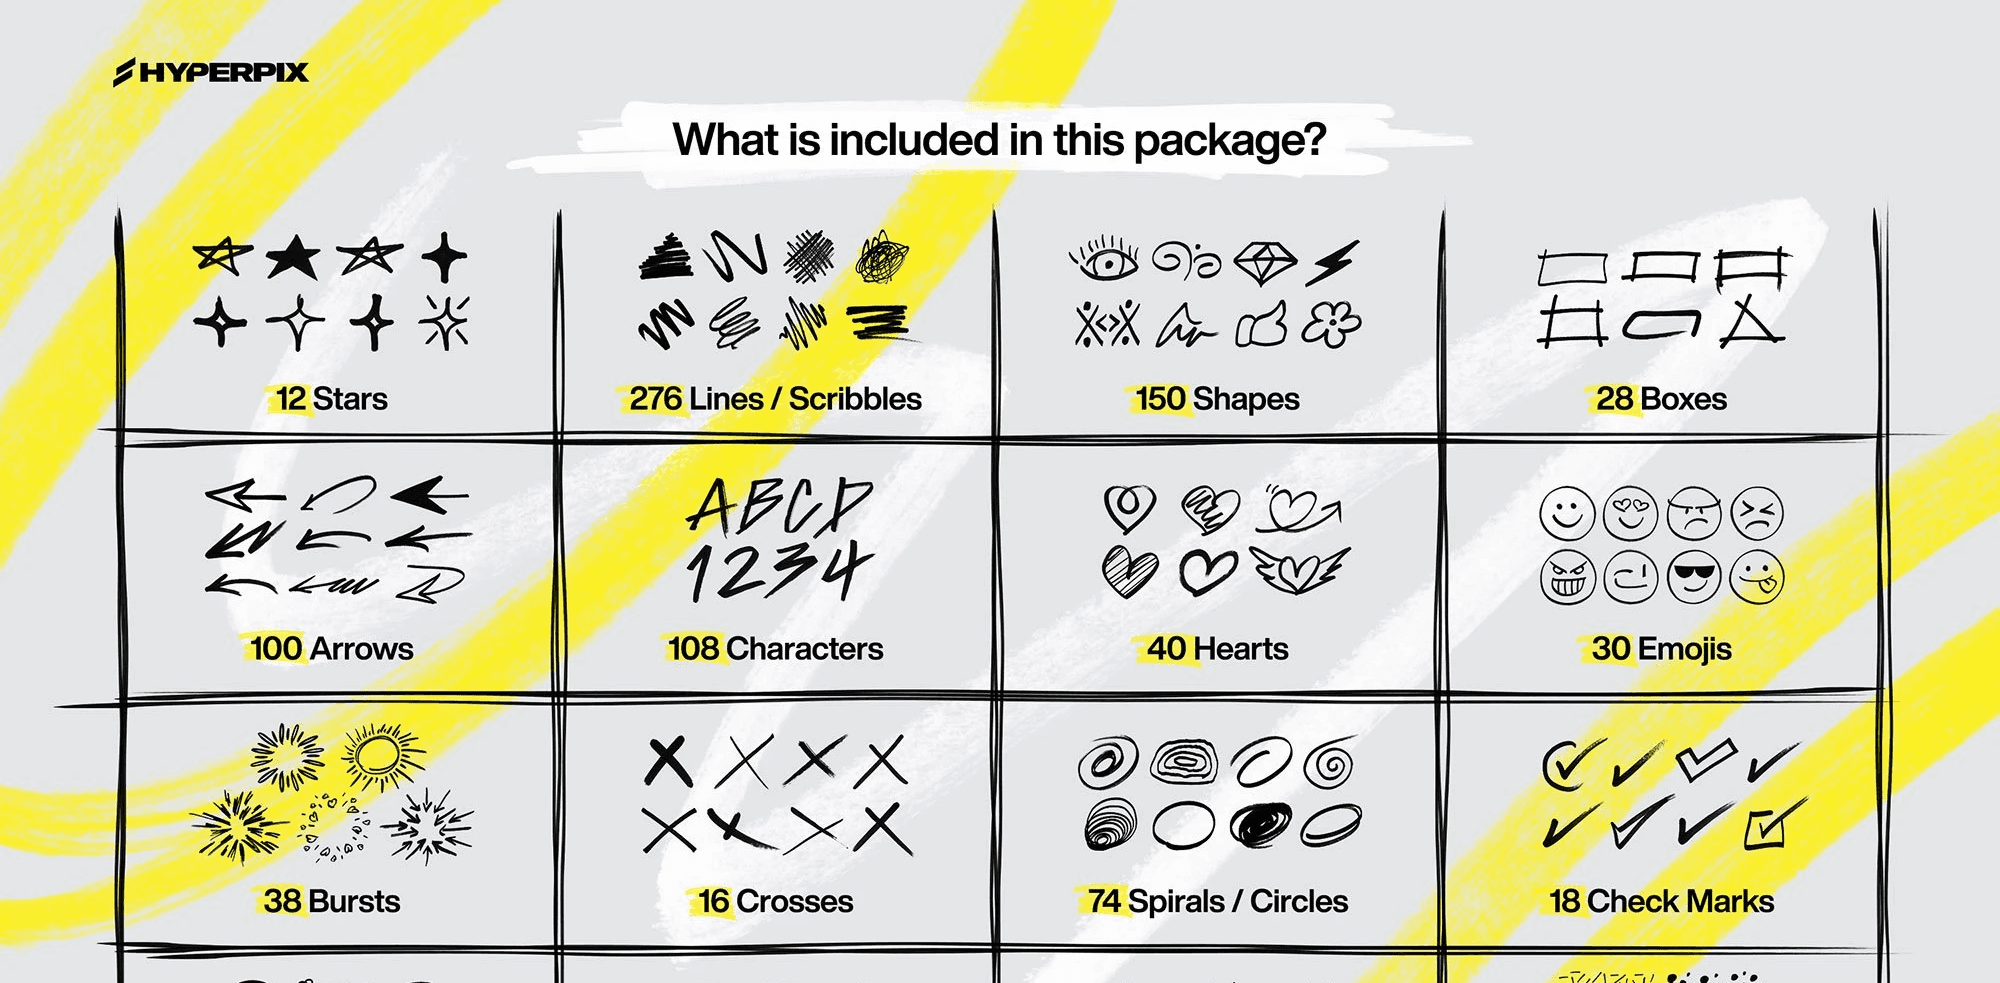 HYPERPIX
What is included in this package?
12 Stars
276 Lines / Scribbles
150 Shapes
28 Boxes
ABCD
1234
100 Arrows
108 Characters
40 Hearts
30 Emojis
38 Bursts
16 Crosses
74 Spirals / Circles
18 Check Marks